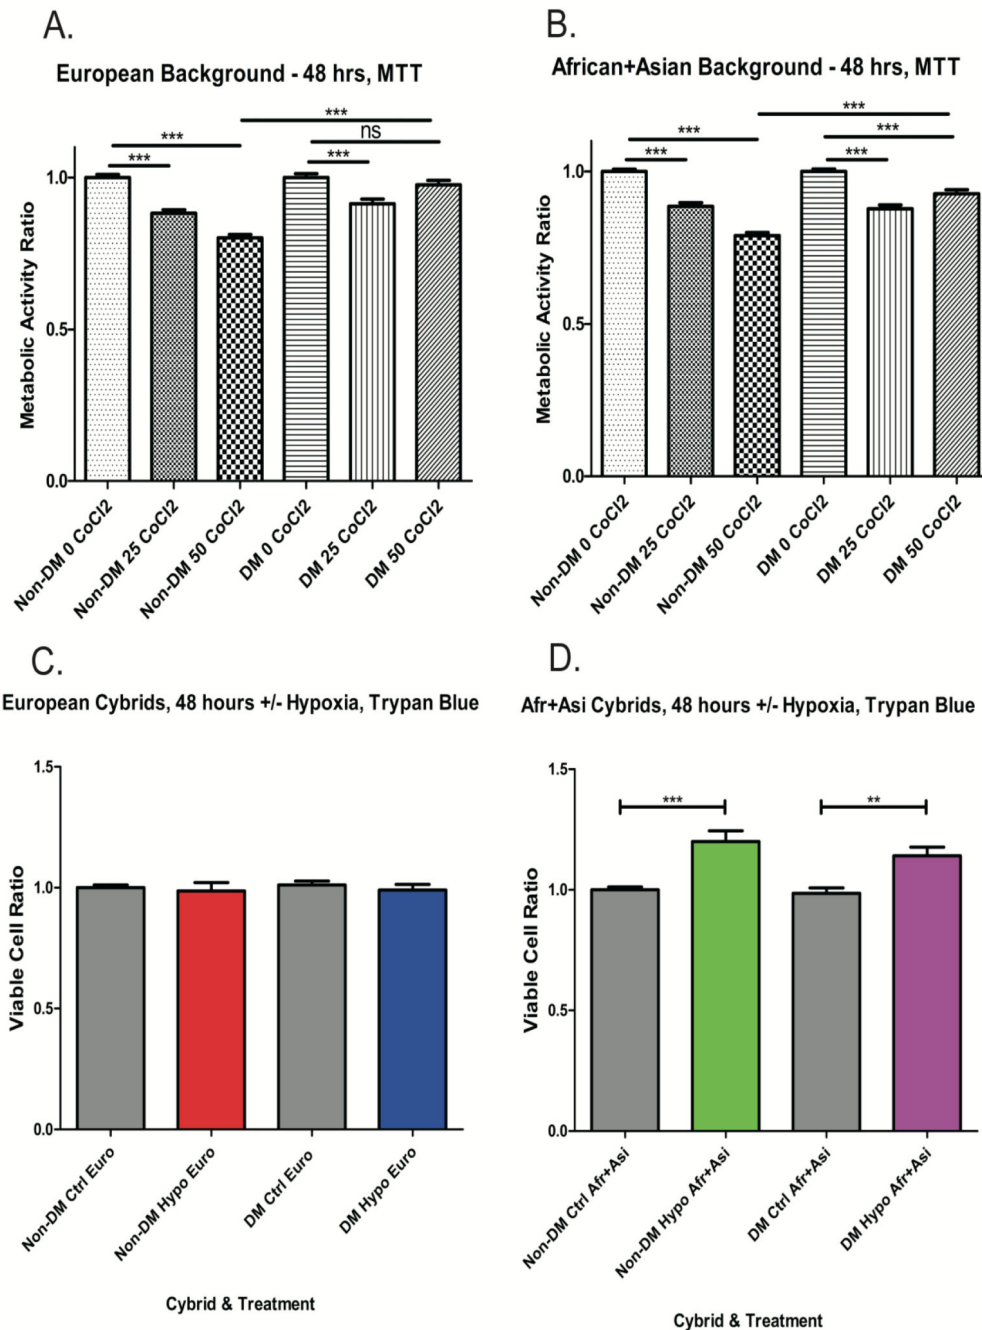 A.
European Background - 48 hrs, MTT
***
ns
***
***
***
1.0
0.5
0.0
Metabolic Activity Ratio
Non-DM 0 CoCl2
Non-DM 25 CoCl2
Non-DM 50 CoCl2
DM 0 CoCl2
DM 25 CoCl2
DM 50 CoCl2
B.
African+Asian Background - 48 hrs, MTT
***
***
***
***
***
1.0
0.5
0.0
Metabolic Activity Ratio
Non-DM 0 CoCl2
Non-DM 25 CoCl2
Non-DM 50 CoCl2
DM 0 CoCl2
DM 25 CoCl2
DM 50 CoCl2
C.
European Cybrids, 48 hours +/- Hypoxia, Trypan Blue
1.5
1.0
0.5
0.0
Viable Cell Ratio
Non-DM Ctrl Euro
Non-DM Hypo Euro
DM Ctrl Euro
DM Hypo Euro
Cybrid & Treatment
D.
Afr+Asi Cybrids, 48 hours +/- Hypoxia, Trypan Blue
1.5
***
**
1.0
0.5
0.0
Viable Cell Ratio
Non-DM Ctrl Afr+Asi
Non-DM Hypo Afr+Asi
DM Ctrl Afr+Asi
DM Hypo Afr+Asi
Cybrid & Treatment